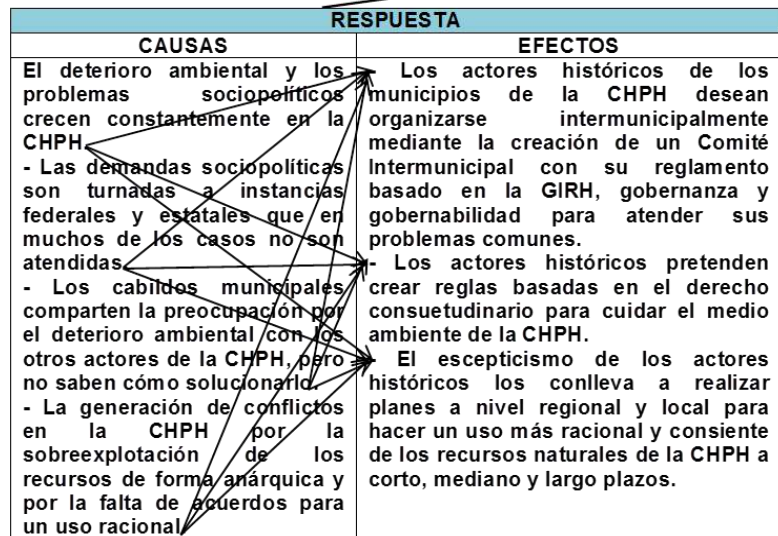 RESPUESTA
CAUSAS
EFECTOS
El deterioro ambiental y los
problemas sociopolíticos
crecen constantemente en la
CHPH.
- Las demandas sociopolíticas
son turnadas a instancias
federales y estatales que en
muchos de los casos no son
atendidas.
- Los cabildos municipales
comparten la preocupación por
el deterioro ambiental con los
otros actores de la CHPH, pero
no saben cómo solucionarlo.
- La generación de conflictos
en la CHPH por la
sobreexplotación de los
recursos de forma anárquica y
por la falta de acuerdos para
un uso racional.
- Los actores históricos de los
municipios de la CHPH desean
organizarse intermunicipalmente
mediante la creación de un Comité
Intermunicipal con su reglamento
basado en la GIRH, gobernanza y
gobernabilidad para atender sus
problemas comunes.
- Los actores históricos pretenden
crear reglas basadas en el derecho
consuetudinario para cuidar el medio
ambiente de la CHPH.
- El escepticismo de los actores
históricos los conlleva a realizar
planes a nivel regional y local para
hacer un uso más racional y consiente
de los recursos naturales de la CHPH a
corto, mediano y largo plazos.